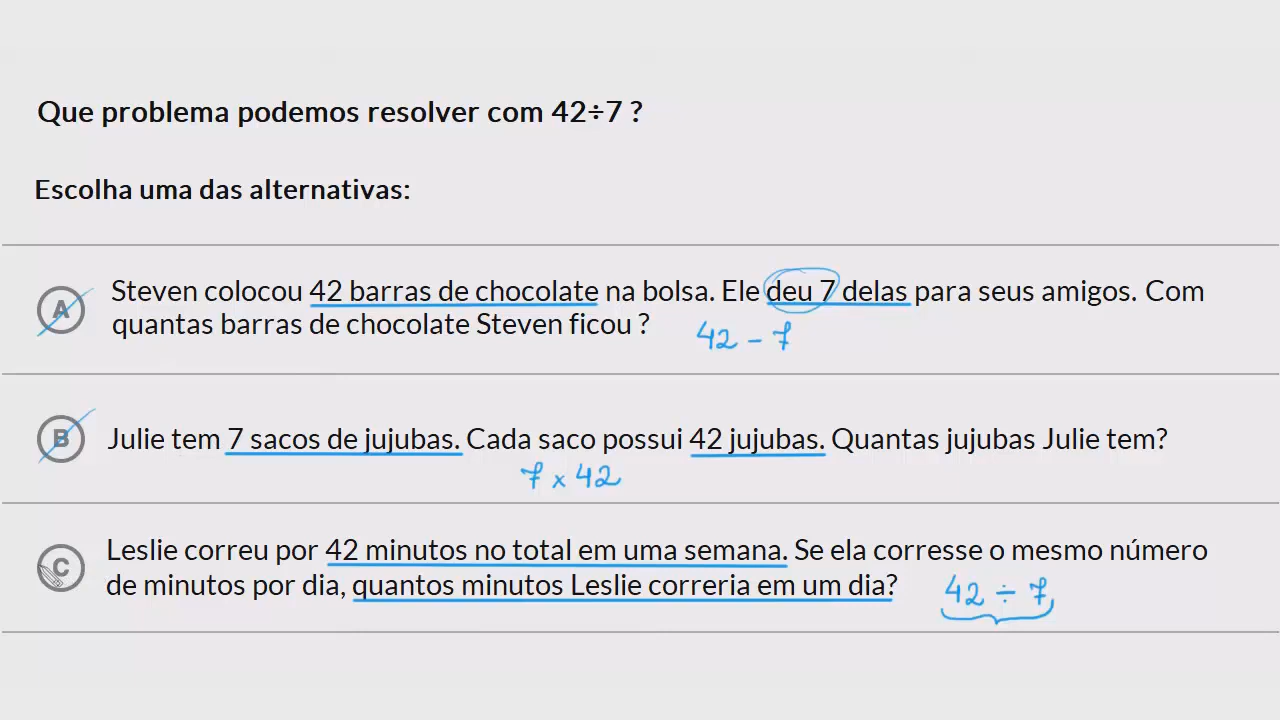 Que problema podemos resolver com 42÷7 ?
Escolha uma das alternativas:
A
Steven colocou 42 barras de chocolate na bolsa. Ele deu 7 delas para seus amigos. Com
quantas barras de chocolate Steven ficou ?
42 - 7
B
Julie tem 7 sacos de jujubas. Cada saco possui 42 jujubas. Quantas jujubas Julie tem?
7 x 42
C
Leslie correu por 42 minutos no total em uma semana. Se ela corresse o mesmo número
de minutos por dia, quantos minutos Leslie correria em um dia?
42 ÷ 7